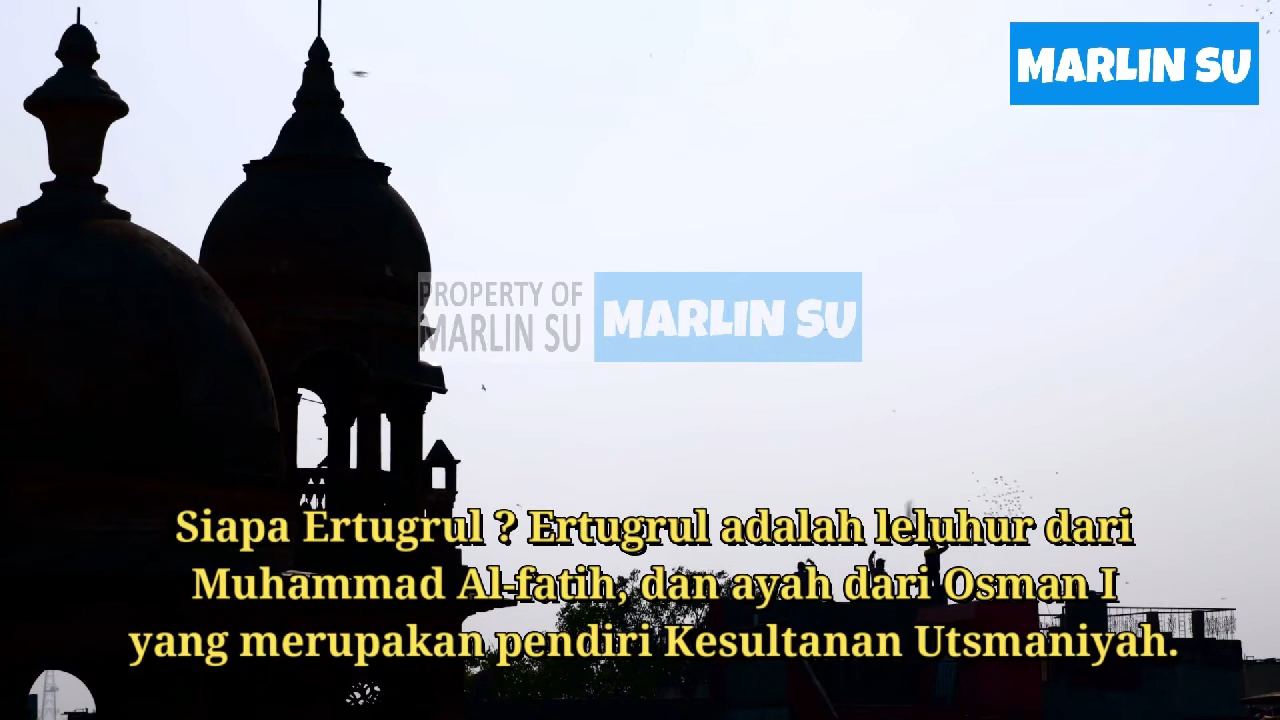 MARLIN SU
PROPERTY OF
MARLIN SU
MARLIN SU
Siapa Ertugrul ? Ertugrul adalah leluhur dari
Muhammad Al-fatih, dan ayah dari Osman I
yang merupakan pendiri Kesultanan Utsmaniyah.